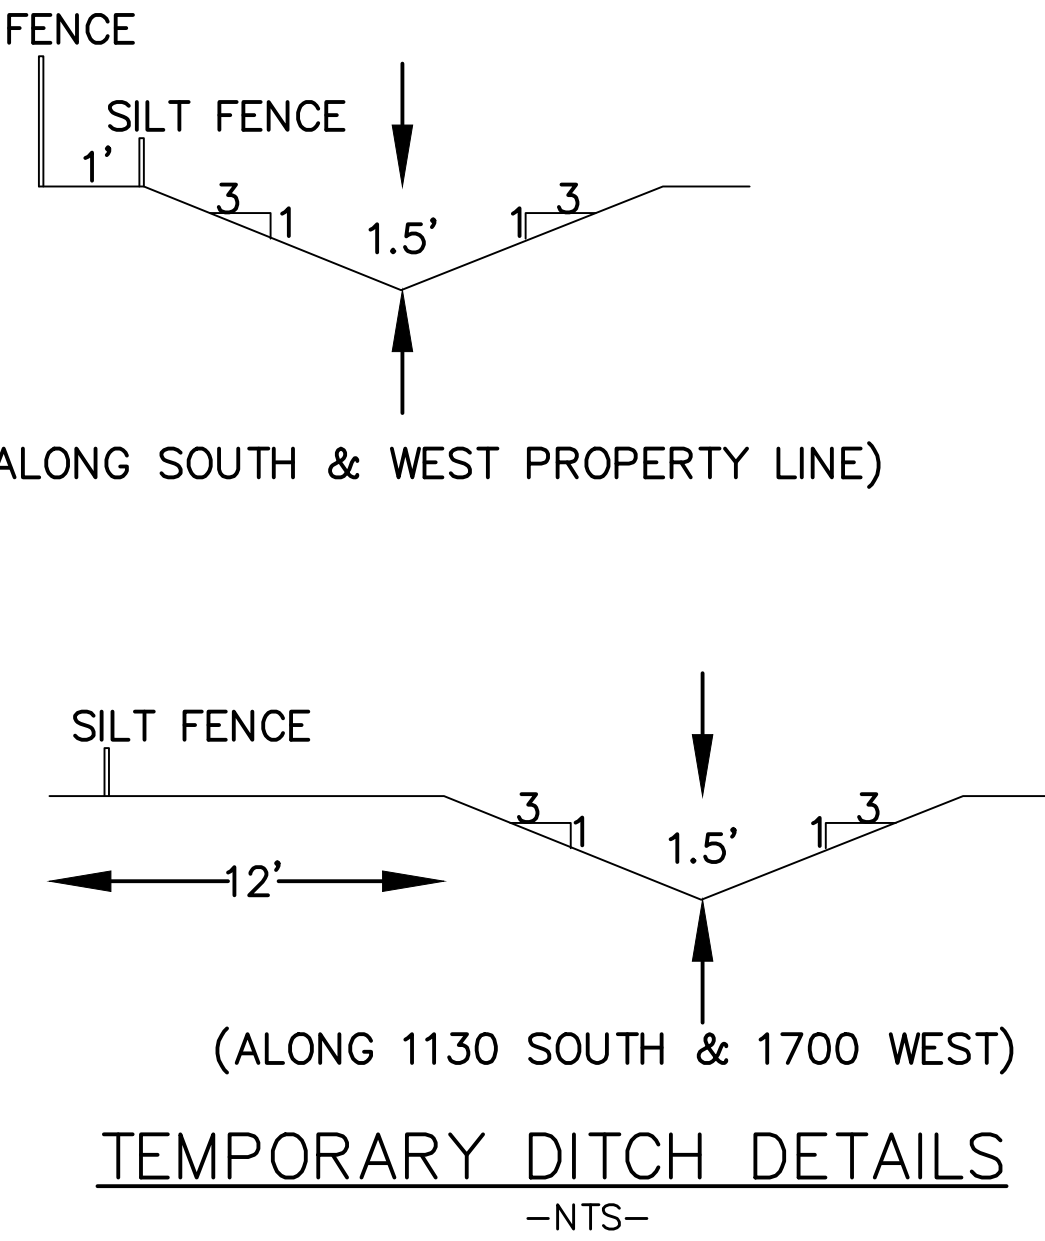 FENCE
SILT FENCE
1'
3
1
1.5'
1
3
ALONG SOUTH & WEST PROPERTY LINE)
SILT FENCE
3
1
1.5'
1
3
12'
(ALONG 1130 SOUTH & 1700 WEST)
TEMPORARY DITCH DETAILS
-NTS-